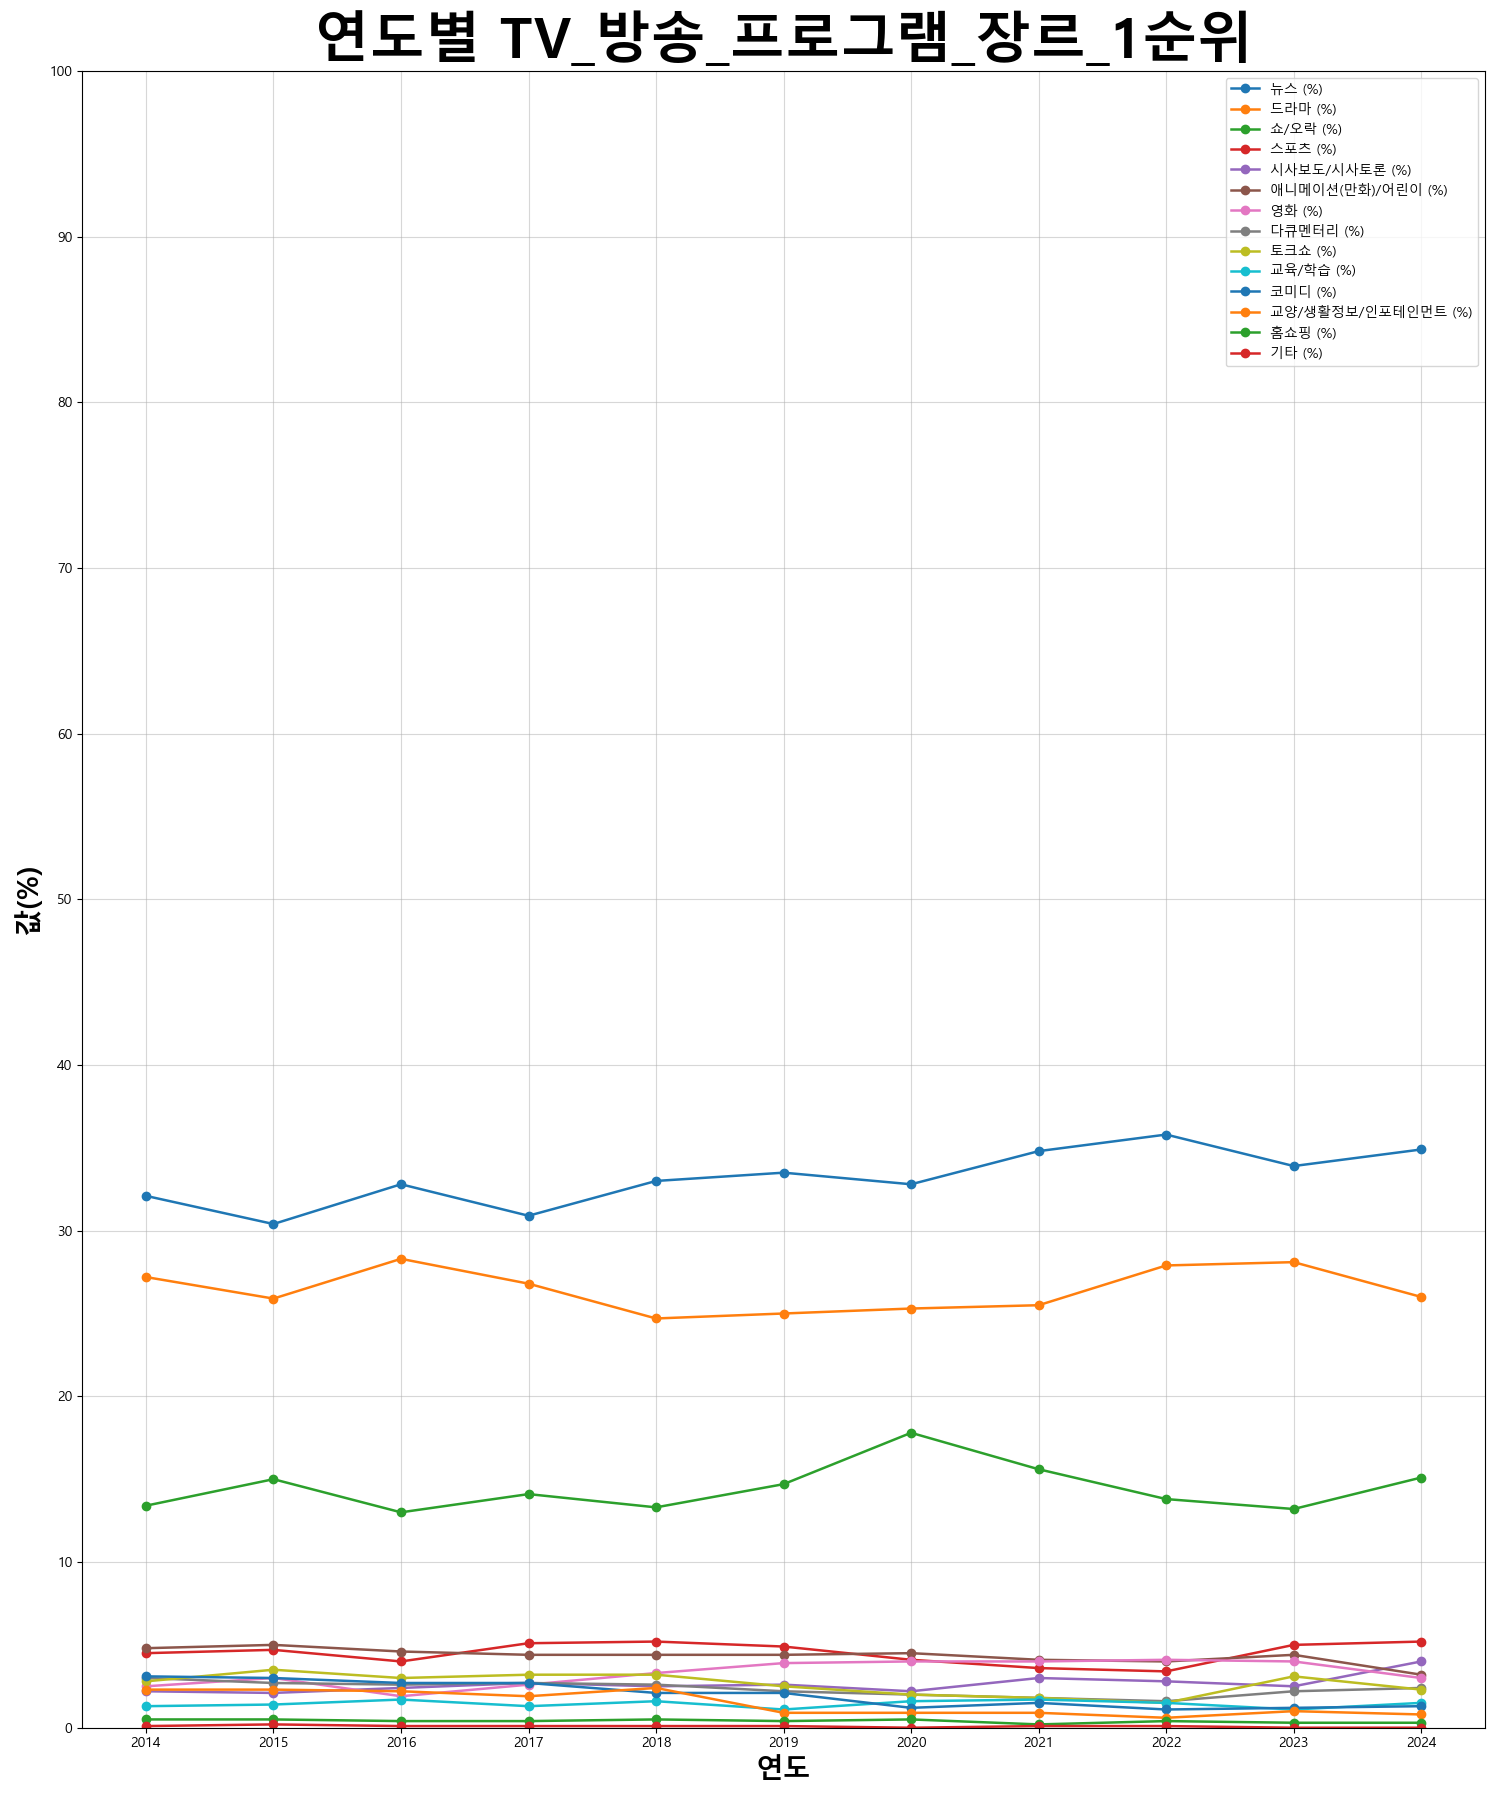 연도별 TV_방송_프로그램_장르_1순위
뉴스 (%)
드라마 (%)
쇼/오락 (%)
스포츠 (%)
시사보도/시사토론 (%)
애니메이션(만화)/어린이 (%)
영화 (%)
다큐멘터리 (%)
토크쇼 (%)
교육/학습 (%)
코미디 (%)
교양/생활정보/인포테인먼트 (%)
홈쇼핑 (%)
기타 (%)
값(%)
100
90
80
70
60
50
40
30
20
10
0
2014 2015 2016 2017 2018 2019 2020 2021 2022 2023 2024
연도